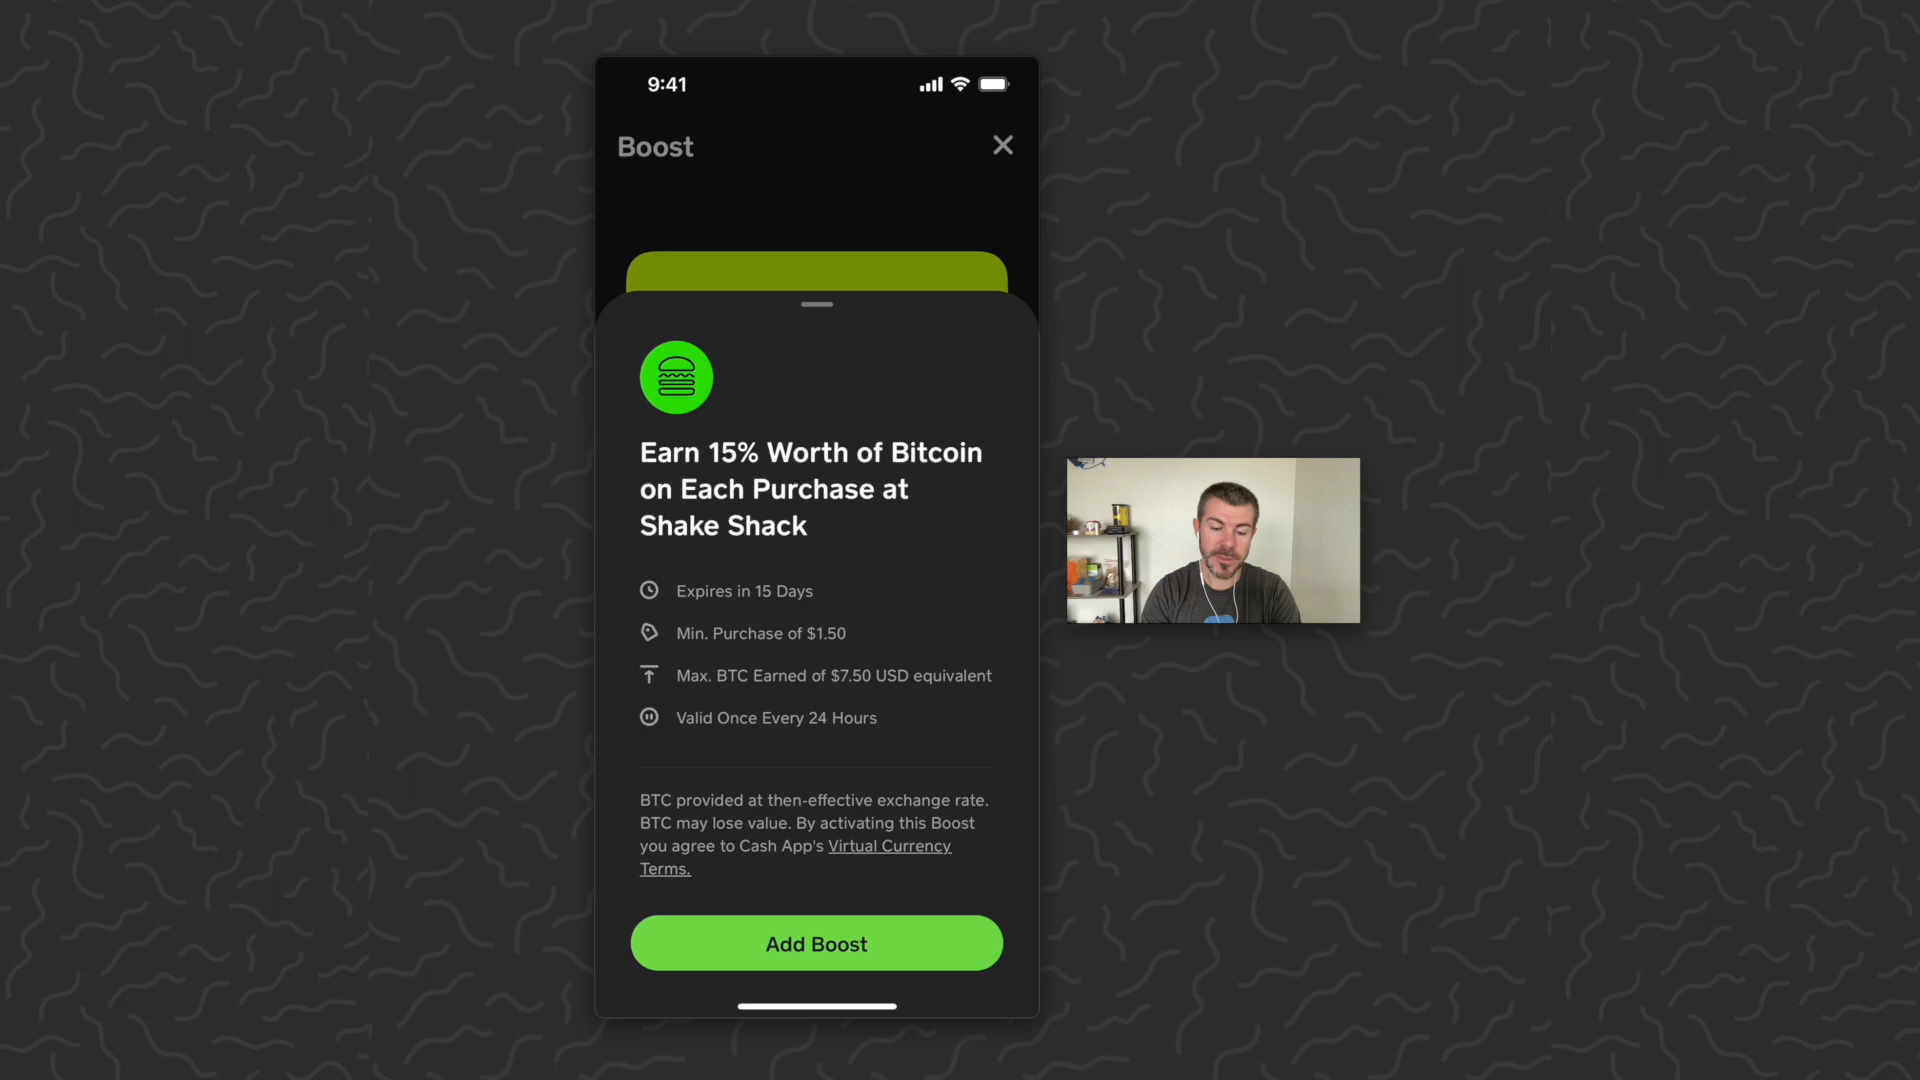 9:41
Boost
Earn 15% Worth of Bitcoin
on Each Purchase at
Shake Shack
Expires in 15 Days
Min. Purchase of $1.50
Max. BTC Earned of $7.50 USD equivalent
Valid Once Every 24 Hours
BTC provided at then-effective exchange rate.
BTC may lose value. By activating this Boost
you agree to Cash App's Virtual Currency
Terms.
Add Boost